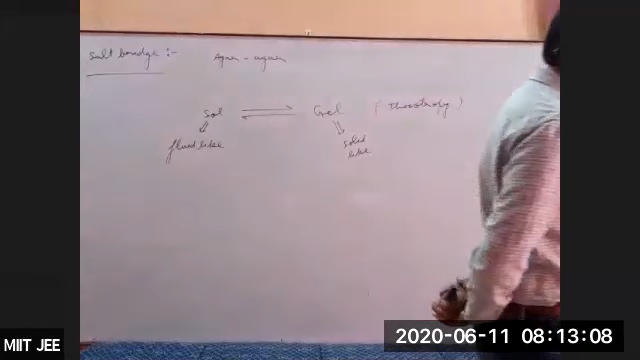 salt bridge :-
Agar - agar
Sol ⇌ Gel ( thixotropy )
fluid like
solid
like
MIIT JEE
2020-06-11 08:13:08